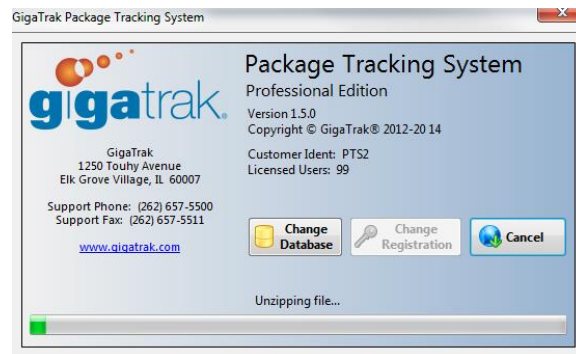 GigaTrak Package Tracking System
gigatrak.
GigaTrak
1250 Touhy Avenue
Elk Grove Village, IL 60007
Support Phone: (262) 657-5500
Support Fax: (262) 657-5511
www.gigatrak.com
Package Tracking System
Professional Edition
Version 1.5.0
Copyright © GigaTrak® 2012-20 14
Customer Ident: PTS2
Licensed Users: 99
Change
Database
Change
Registration
Cancel
Unzipping file...